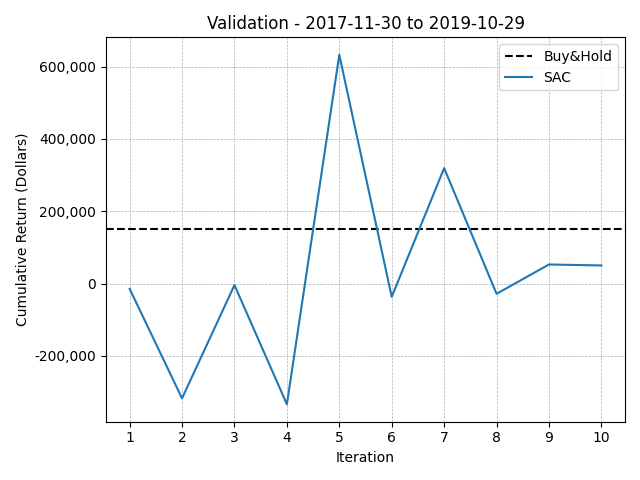 Validation - 2017-11-30 to 2019-10-29
Buy&Hold
SAC
Cumulative Return (Dollars)
600,000
400,000
200,000
0
-200,000
1 2 3 4 5 6 7 8 9 10
Iteration